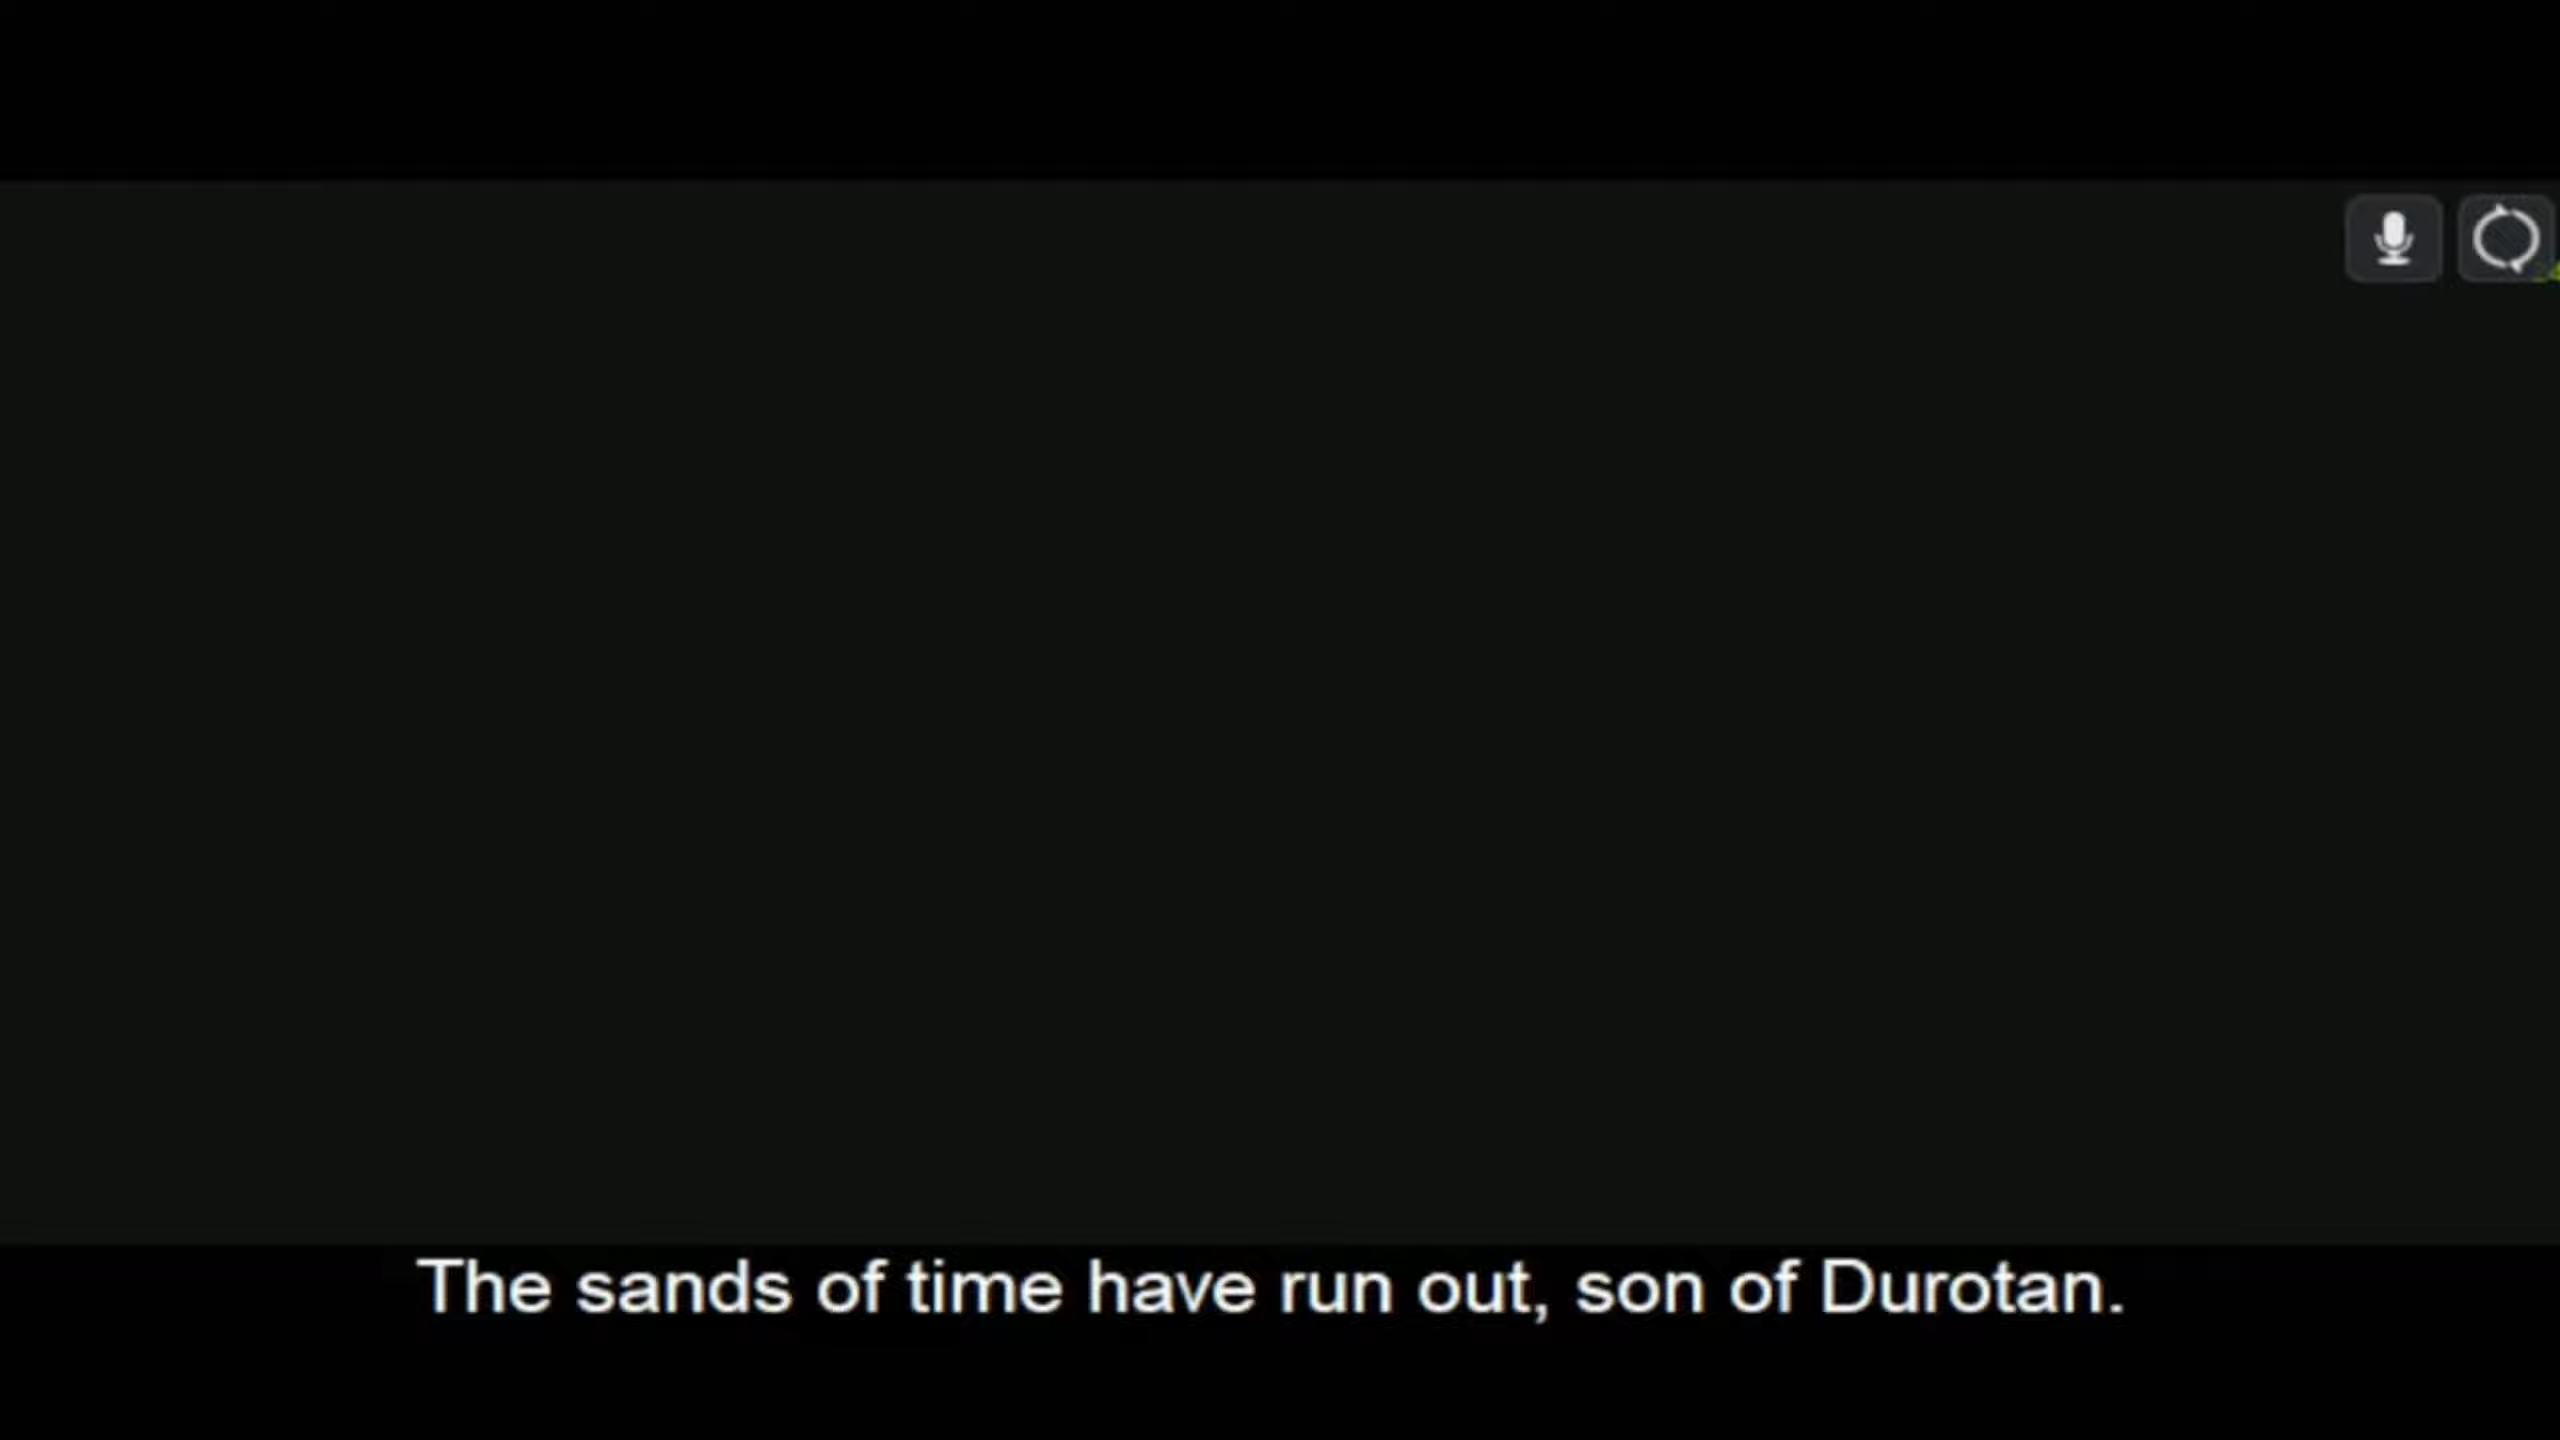 The sands of time have run out, son of Durotan.